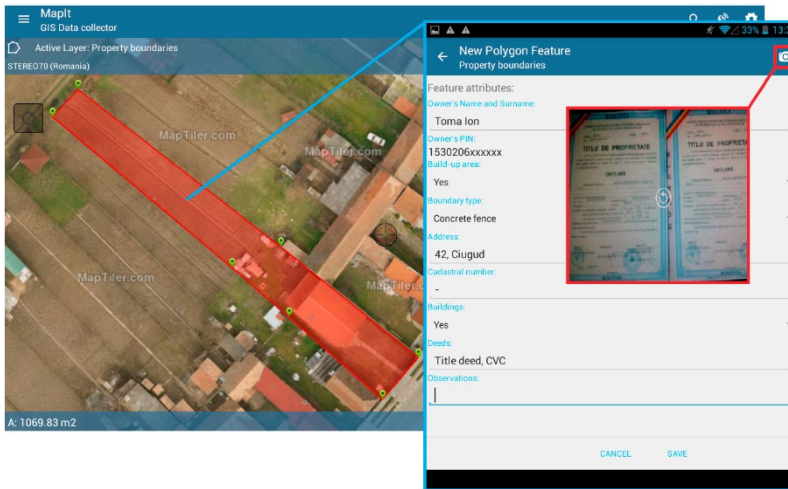 MapIt
GIS Data collector
Active Layer: Property boundaries
STEREO70 (Romania)
MapTiler.com
MapTiler.com
MapTiler.com
A: 1069.83 m2
33%
New Polygon Feature
Property boundaries
Feature attributes:
Owner's Name and Surname:
Toma Ion
Owner's PIN:
1530206xxxxxx
Build-up area:
Yes
Boundary type:
Concrete fence
Address:
42, Ciugud
Cadastral number:
-
Buildings:
Yes
Deeds:
Title deed, CVC
Observations:
CANCEL
SAVE
TITLU DE PROPRIETATE
TITLU DE PROPRIETA